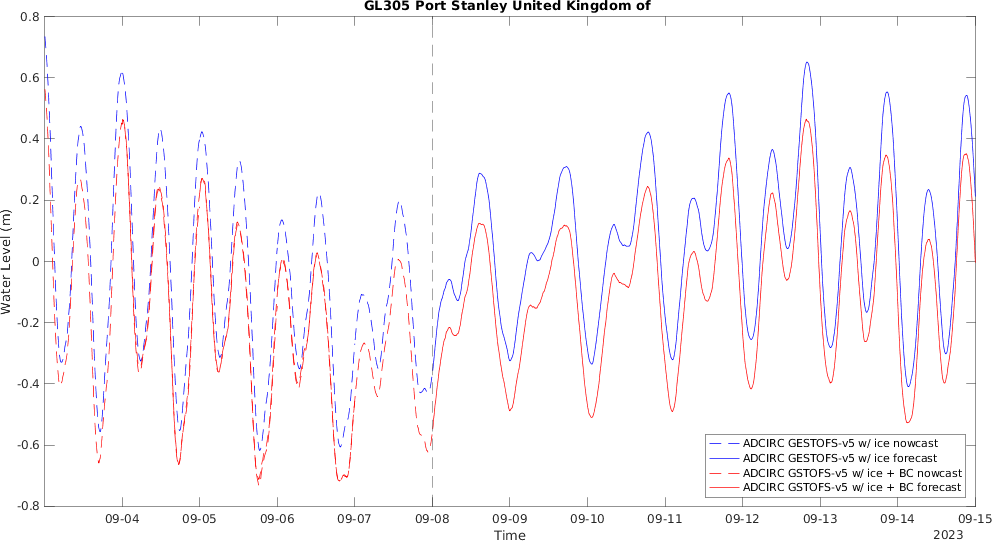 GL305 Port Stanley United Kingdom of
Water Level (m)
0.8
0.6
0.4
0.2
0
-0.2
-0.4
-0.6
-0.8
09-04 09-05 09-06 09-07 09-08 09-09 09-10 09-11 09-12 09-13 09-14 09-15
Time
2023
ADCIRC GESTOFS-v5 w/ ice nowcast
ADCIRC GESTOFS-v5 w/ ice forecast
ADCIRC GSTOFS-v5 w/ ice + BC nowcast
ADCIRC GSTOFS-v5 w/ ice + BC forecast